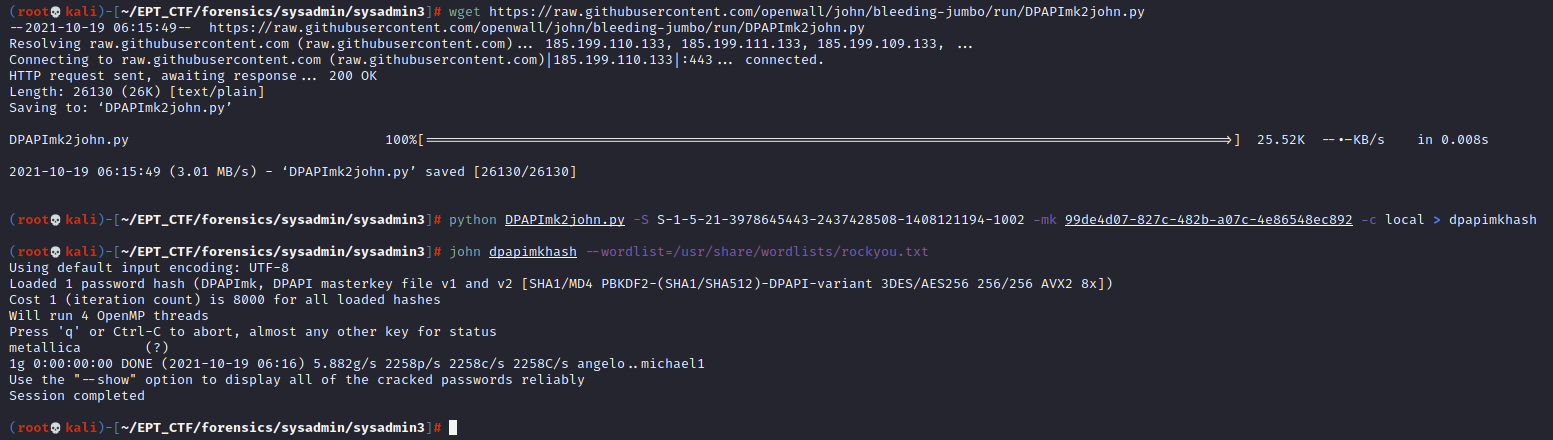 (root💀kali)-[~/EPT_CTF/forensics/sysadmin/sysadmin3]# wget https://raw.githubusercontent.com/openwall/john/bleeding-jumbo/run/DPAPImk2john.py
--2021-10-19 06:15:49--  https://raw.githubusercontent.com/openwall/john/bleeding-jumbo/run/DPAPImk2john.py
Resolving raw.githubusercontent.com (raw.githubusercontent.com)... 185.199.110.133, 185.199.111.133, 185.199.109.133, ...
Connecting to raw.githubusercontent.com (raw.githubusercontent.com)|185.199.110.133|:443... connected.
HTTP request sent, awaiting response... 200 OK
Length: 26130 (26K) [text/plain]
Saving to: ‘DPAPImk2john.py’
DPAPImk2john.py 100%[===================================================>] 25.52K --.-KB/s in 0.008s
2021-10-19 06:15:49 (3.01 MB/s) - ‘DPAPImk2john.py’ saved [26130/26130]
(root💀kali)-[~/EPT_CTF/forensics/sysadmin/sysadmin3]# python DPAPImk2john.py -S S-1-5-21-3978645443-2437428508-1408121194-1002 -mk 99de4d07-827c-482b-a07c-4e86548ec892 -c local > dpapimkhash
(root💀kali)-[~/EPT_CTF/forensics/sysadmin/sysadmin3]# john dpapimkhash --wordlist=/usr/share/wordlists/rockyou.txt
Using default input encoding: UTF-8
Loaded 1 password hash (DPAPImk, DPAPI masterkey file v1 and v2 [SHA1/MD4 PBKDF2-(SHA1/SHA512)-DPAPI-variant 3DES/AES256 256/256 AVX2 8x])
Cost 1 (iteration count) is 8000 for all loaded hashes
Will run 4 OpenMP threads
Press 'q' or Ctrl-C to abort, almost any other key for status
metallica        (?)
1g 0:00:00:00 DONE (2021-10-19 06:16) 5.882g/s 2258p/s 2258c/s 2258C/s angelo..michael1
Use the "--show" option to display all of the cracked passwords reliably
Session completed
(root💀kali)-[~/EPT_CTF/forensics/sysadmin/sysadmin3]#